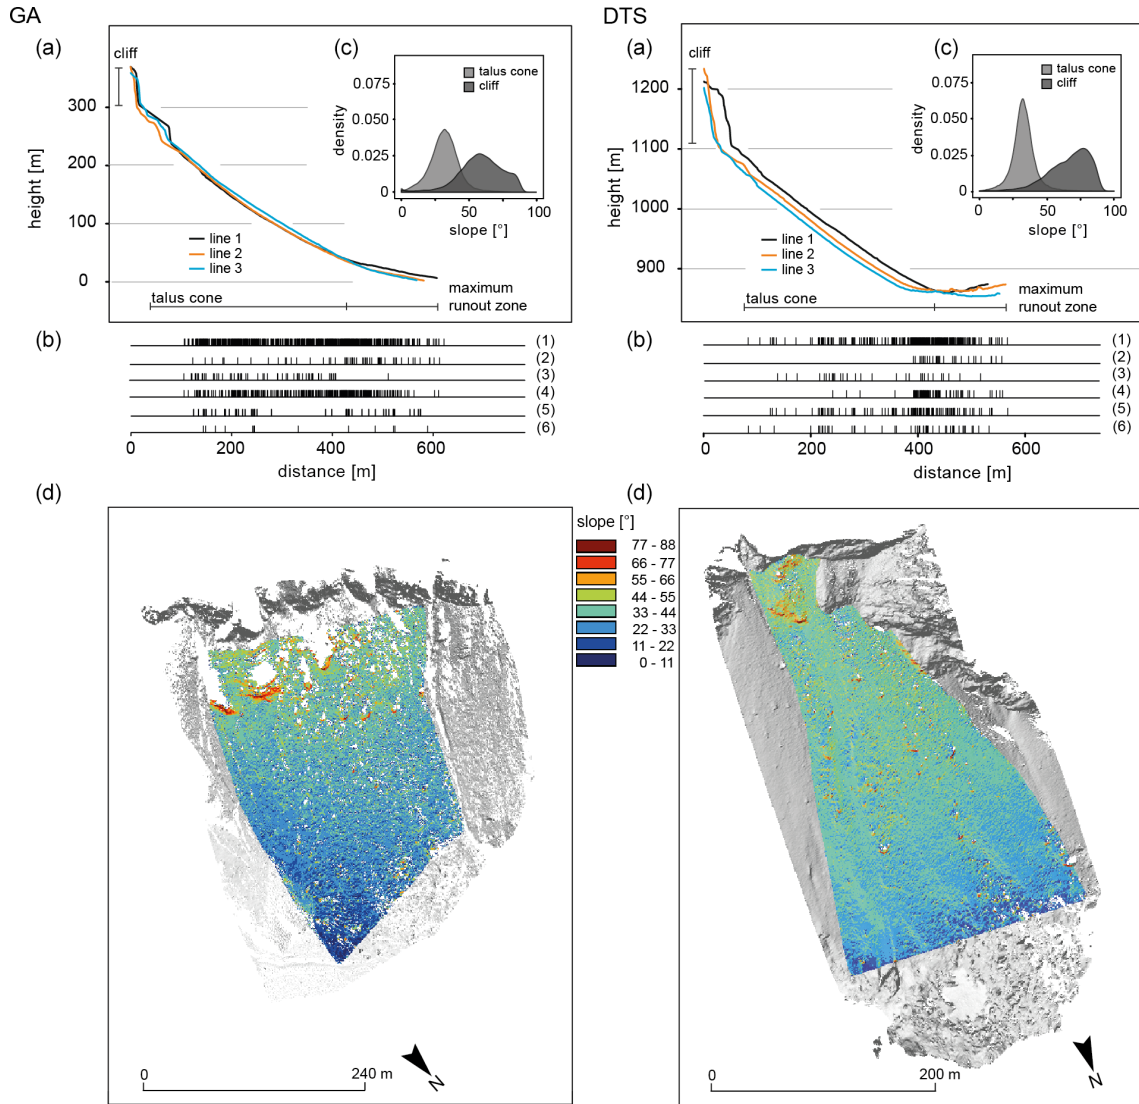 GA
(a)
cliff
300
200
100
0
height [m]
line 1
line 2
line 3
talus cone
maximum
runout zone
(c)
0.075
0.050
0.025
0
density
talus cone
cliff
0
50
100
slope [°]
(b)
(1)
(2)
(3)
(4)
(5)
(6)
0
200
400
600
distance [m]
(d)
0
240 m
N
slope [°]
77 - 88
66 - 77
55 - 66
44 - 55
33 - 44
22 - 33
11 - 22
0 - 11
DTS
(a)
cliff
1200
1100
1000
900
height [m]
line 1
line 2
line 3
talus cone
maximum
runout zone
(c)
0.075
0.050
0.025
0
density
talus cone
cliff
0
50
100
slope [°]
(b)
(1)
(2)
(3)
(4)
(5)
(6)
0
200
400
600
distance [m]
(d)
0
200 m
N